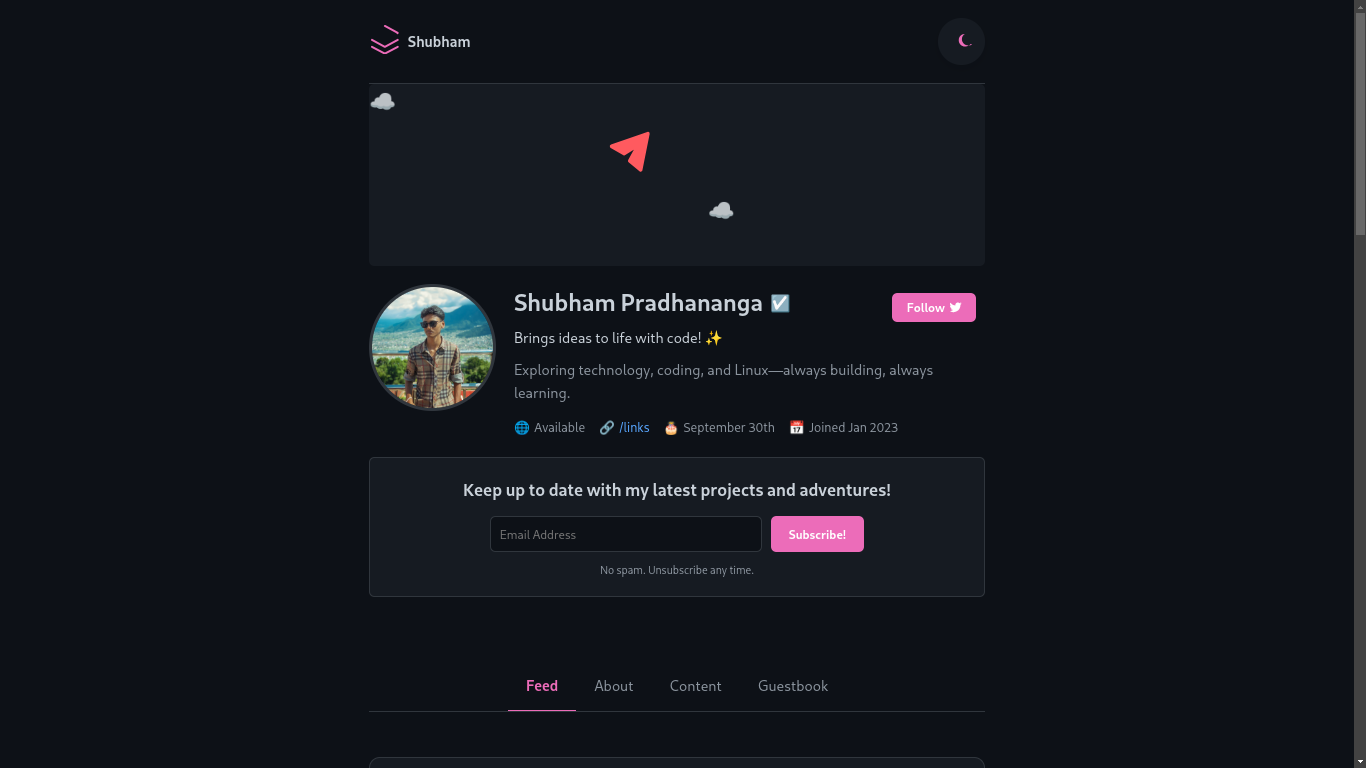 Shubham
Shubham Pradhananga ☑️
Follow
Brings ideas to life with code! ✨
Exploring technology, coding, and Linux—always building, always
learning.
🌐 Available 🔗 /links 🎂 September 30th 📅 Joined Jan 2023
Keep up to date with my latest projects and adventures!
Email Address
Subscribe!
No spam. Unsubscribe any time.
Feed About Content Guestbook